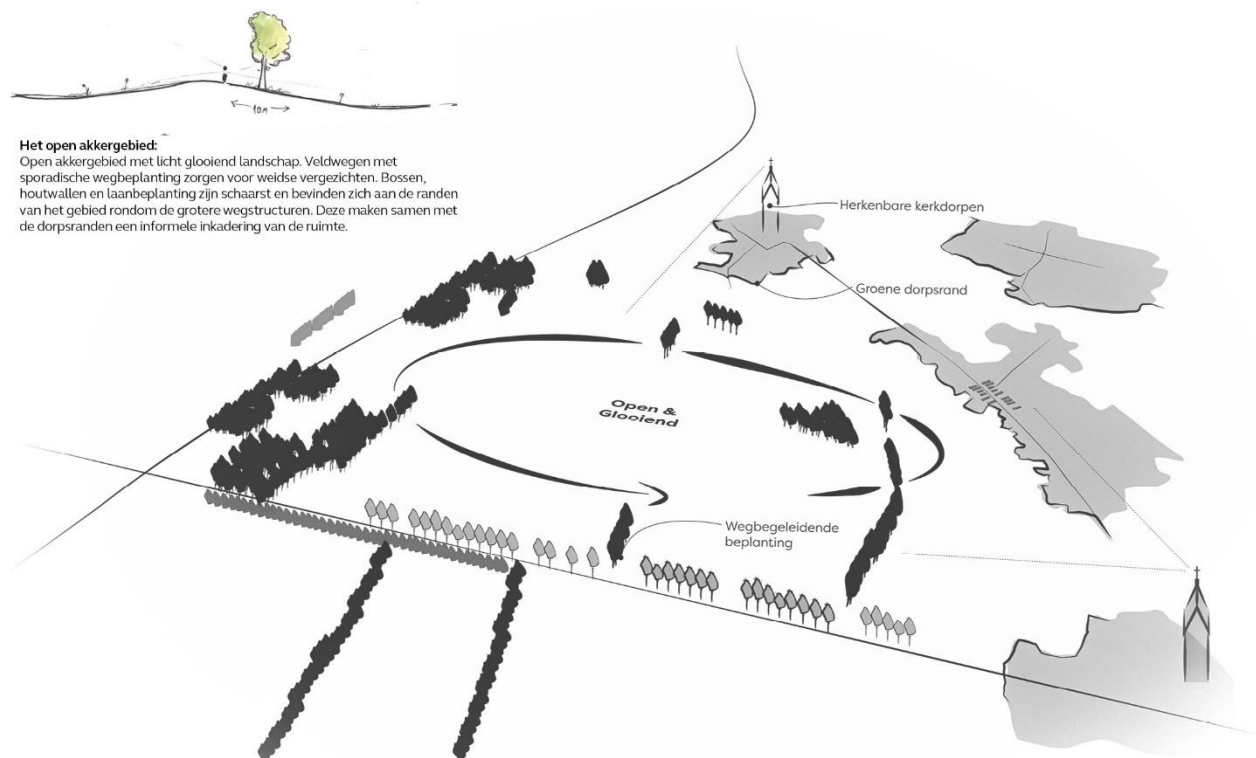 10m
Het open akkergebied:
Open akkergebied met licht glooiend landschap. Veldwegen met
sporadische wegbeplanting zorgen voor weidse vergezichten. Bossen,
houtwallen en laanbeplanting zijn schaarst en bevinden zich aan de randen
van het gebied rondom de grotere wegstructuren. Deze maken samen met
de dorpsranden een informele inkadering van de ruimte.
Herkenbare kerkdorpen
Groene dorpsrand
Open &
Glooiend
Wegbegeleidende
beplanting